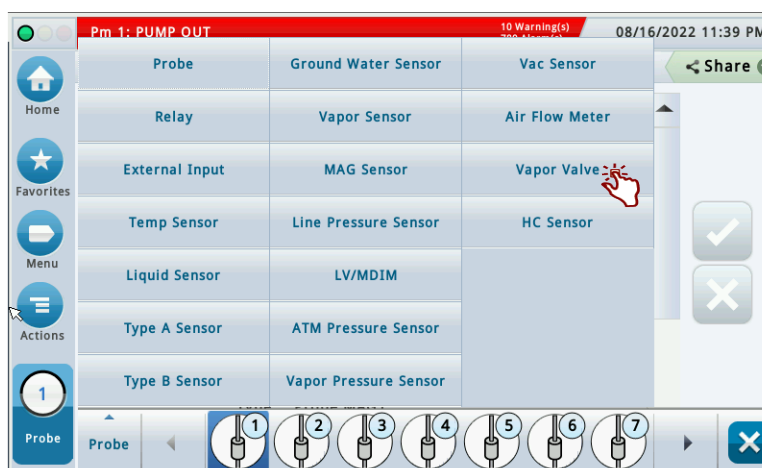 Pm 1: PUMP OUT
10 Warning(s)
08/16/2022 11:39 PM
Share
Home
Favorites
Menu
Actions
1
Probe
Probe Ground Water Sensor Vac Sensor
Relay Vapor Sensor Air Flow Meter
External Input MAG Sensor Vapor Valve
Temp Sensor Line Pressure Sensor HC Sensor
Liquid Sensor LV/MDIM
Type A Sensor ATM Pressure Sensor
Type B Sensor Vapor Pressure Sensor
Probe 1 2 3 4 5 6 7